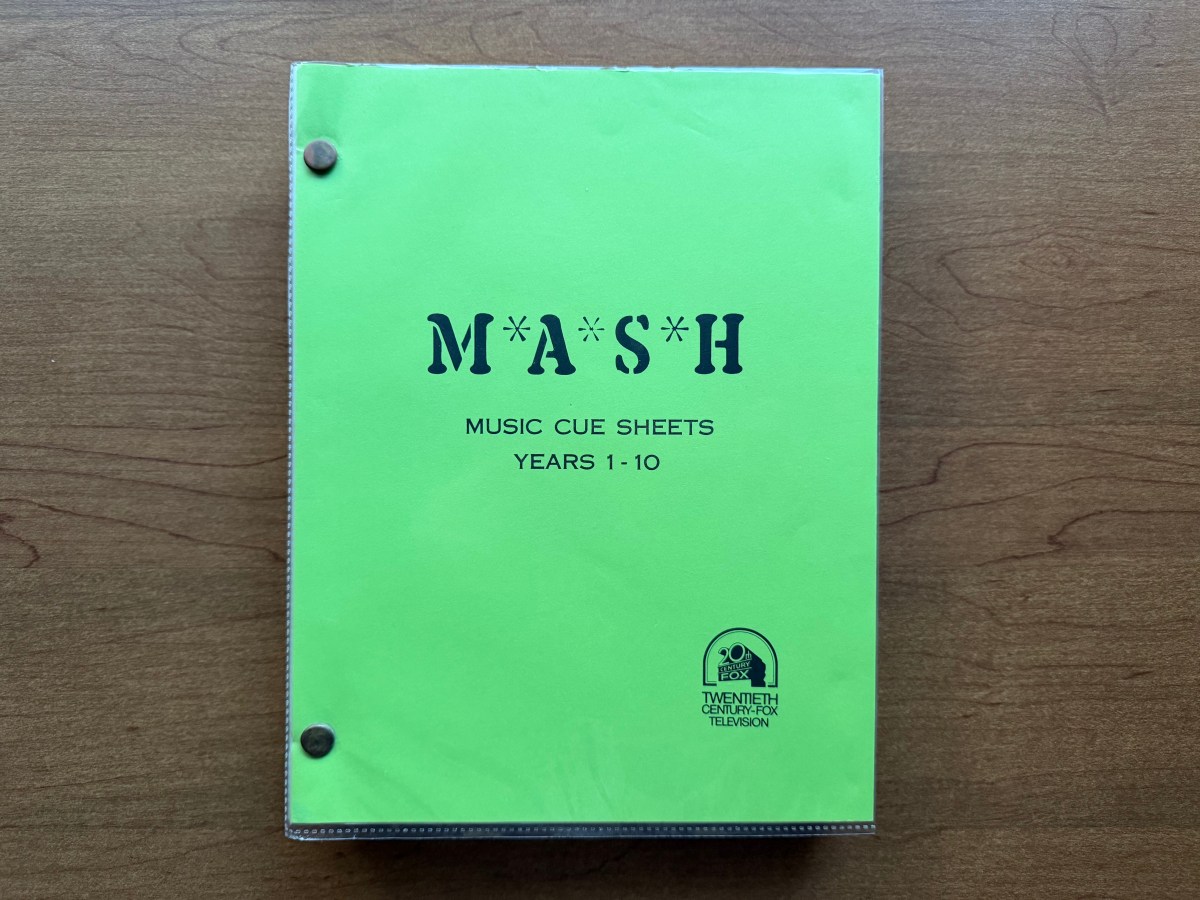 M*A*S*H
MUSIC CUE SHEETS
YEARS 1-10
20th
CENTURY
FOX
TWENTIETH
CENTURY-FOX
TELEVISION